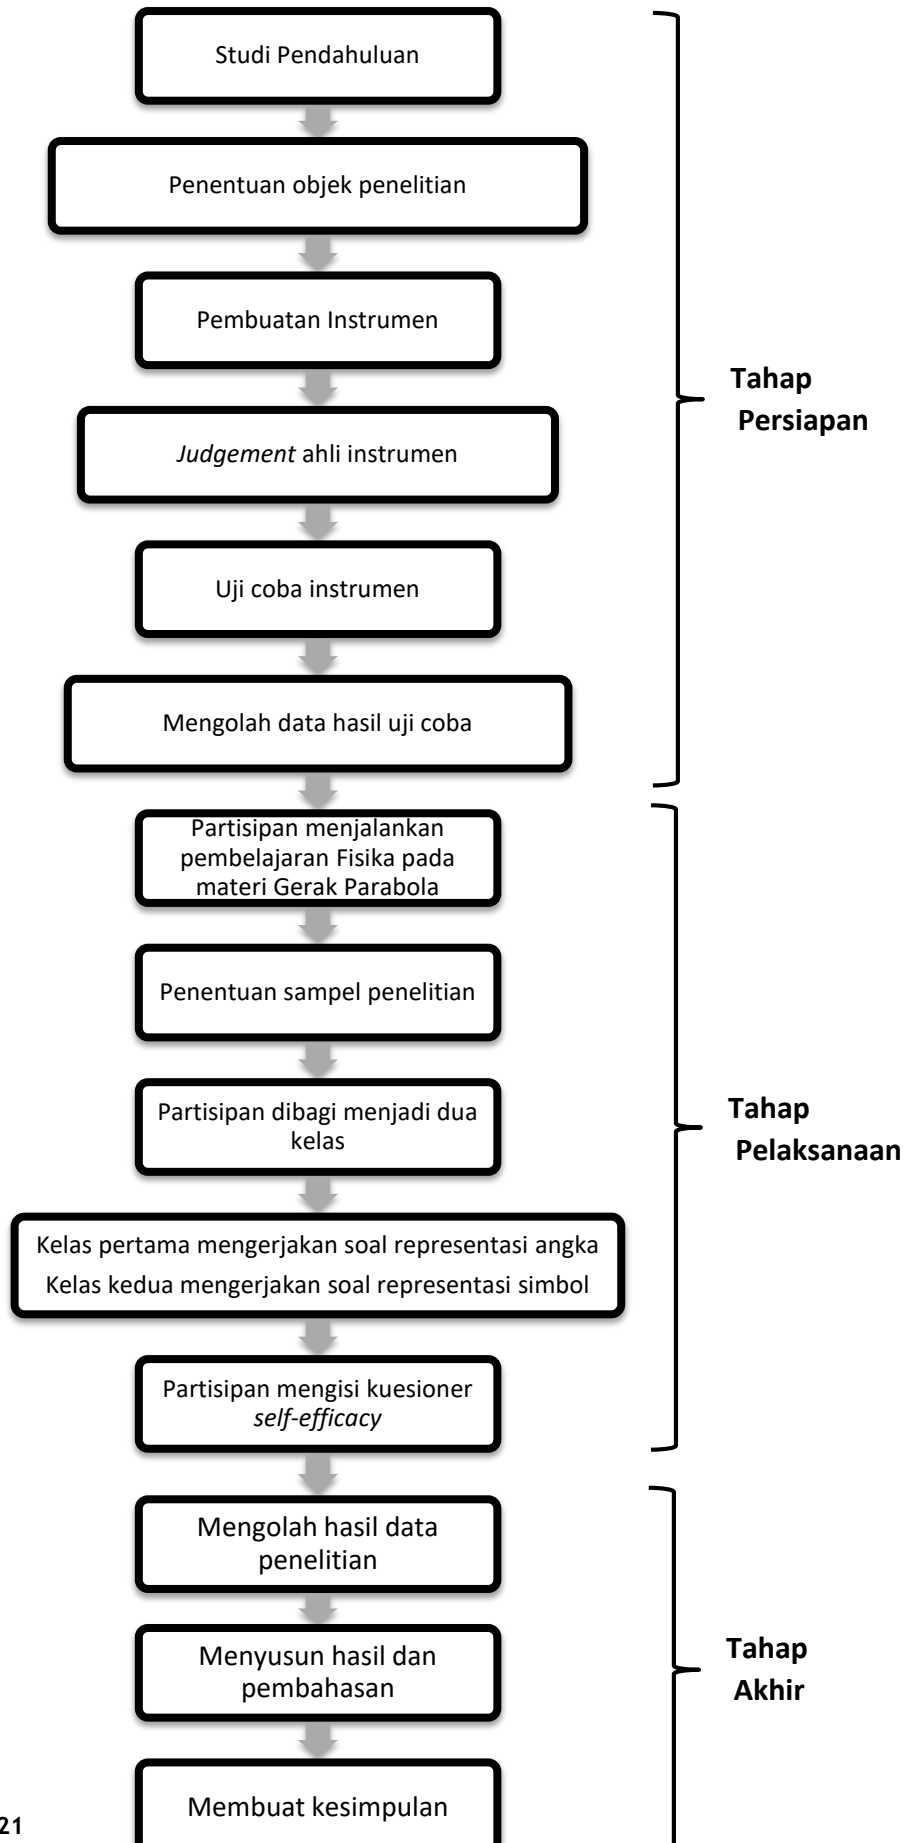 Studi Pendahuluan
Penentuan objek penelitian
Pembuatan Instrumen
Judgement ahli instrumen
Uji coba instrumen
Mengolah data hasil uji coba
Tahap
Persiapan
Partisipan menjalankan
pembelajaran Fisika pada
materi Gerak Parabola
Penentuan sampel penelitian
Partisipan dibagi menjadi dua
kelas
Kelas pertama mengerjakan soal representasi angka
Kelas kedua mengerjakan soal representasi simbol
Partisipan mengisi kuesioner
self-efficacy
Tahap
Pelaksanaan
Mengolah hasil data
penelitian
Menyusun hasil dan
pembahasan
Membuat kesimpulan
Tahap
Akhir
21